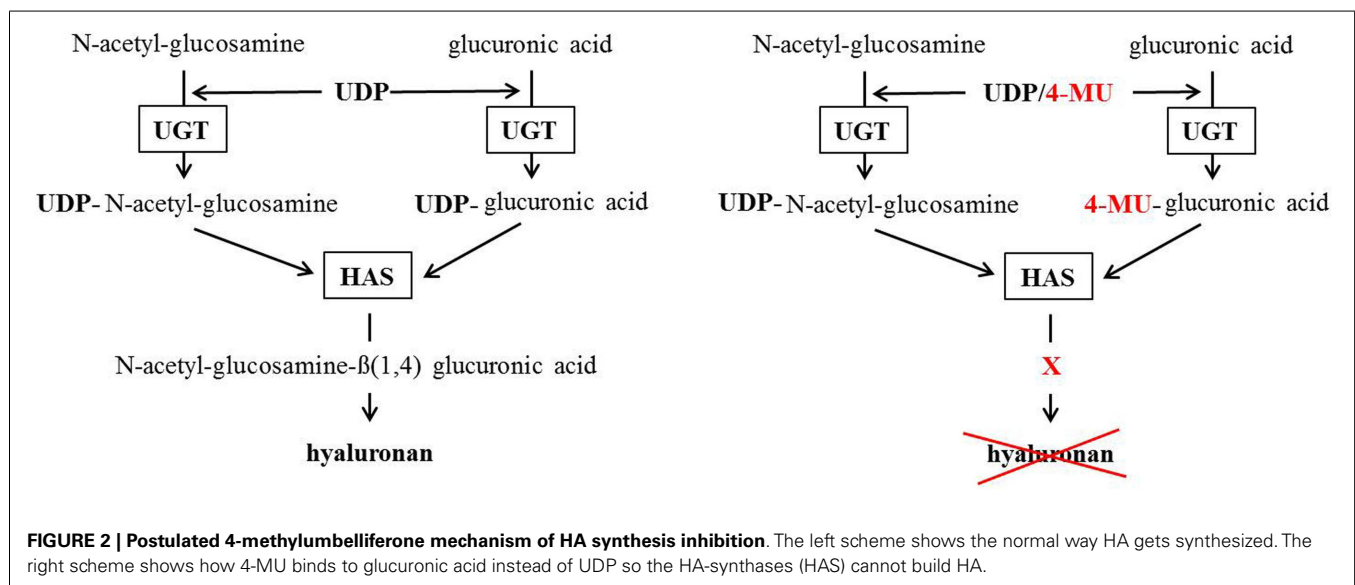 N-acetyl-glucosamine glucuronic acid
UDP
UGT UGT
UDP- N-acetyl-glucosamine UDP- glucuronic acid
HAS
N-acetyl-glucosamine-ß(1,4) glucuronic acid
hyaluronan
N-acetyl-glucosamine glucuronic acid
UDP/4-MU
UGT UGT
UDP- N-acetyl-glucosamine 4-MU- glucuronic acid
HAS
X
hyaluronan
FIGURE 2 | Postulated 4-methylumbelliferone mechanism of HA synthesis inhibition. The left scheme shows the normal way HA gets synthesized. The
right scheme shows how 4-MU binds to glucuronic acid instead of UDP so the HA-synthases (HAS) cannot build HA.